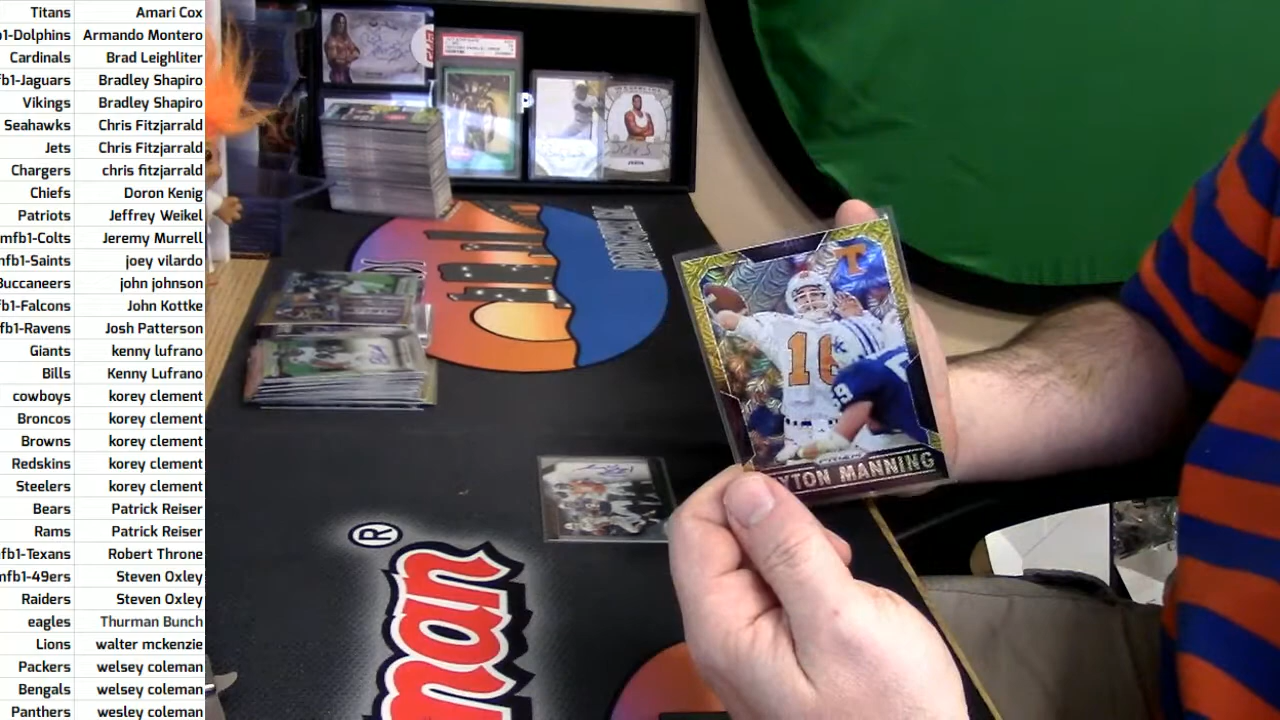 Titans Amari Cox
b1-Dolphins Armando Montero
Cardinals Brad Leighliter
fb1-Jaguars Bradley Shapiro
Vikings Bradley Shapiro
Seahawks Chris Fitzjarrald
Jets Chris Fitzjarrald
Chargers chris fitzjarrald
Chiefs Doron Kenig
Patriots Jeffrey Weikel
mfb1-Colts Jeremy Murrell
nfb1-Saints joey vilardo
Buccaneers john johnson
fb1-Falcons John Kottke
fb1-Ravens Josh Patterson
Giants kenny lufrano
Bills Kenny Lufrano
cowboys korey clement
Broncos korey clement
Browns korey clement
Redskins korey clement
Steelers korey clement
Bears Patrick Reiser
Rams Patrick Reiser
fb1-Texans Robert Throne
mfb1-49ers Steven Oxley
Raiders Steven Oxley
eagles Thurman Bunch
Lions walter mckenzie
Packers welsey coleman
Bengals welsey coleman
Panthers wesley coleman
T
16
YTON MANNING
®
man